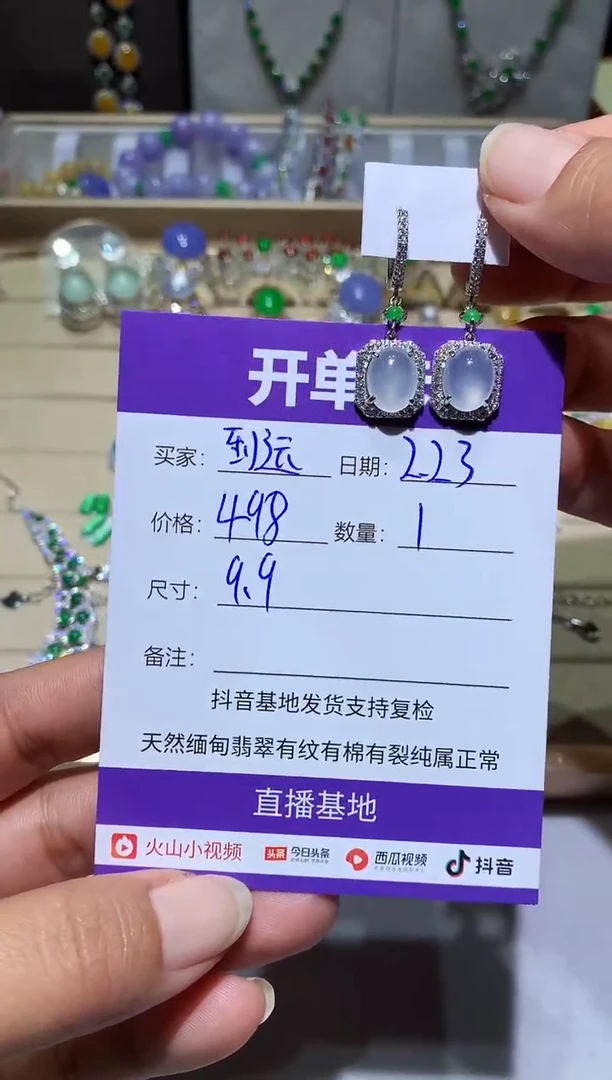 开单
买家： 日期：2.23
价格：498 数量：1
尺寸：9.9
备注：
抖音基地发货支持复检
天然缅甸翡翠有纹有棉有裂纯属正常
直播基地
火山小视频 头条 今日头条 西瓜视频 抖音